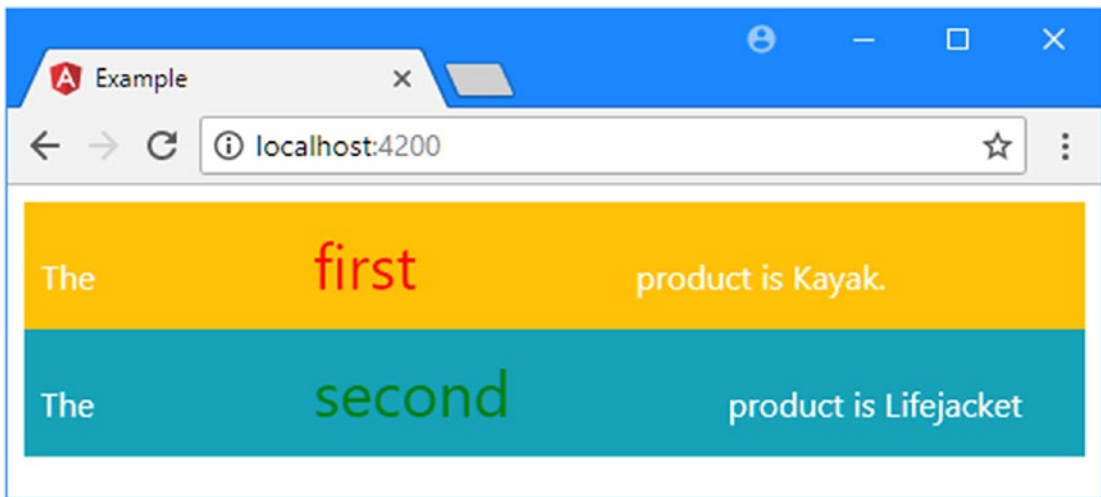 Example
localhost:4200
The first product is Kayak.
The second product is Lifejacket